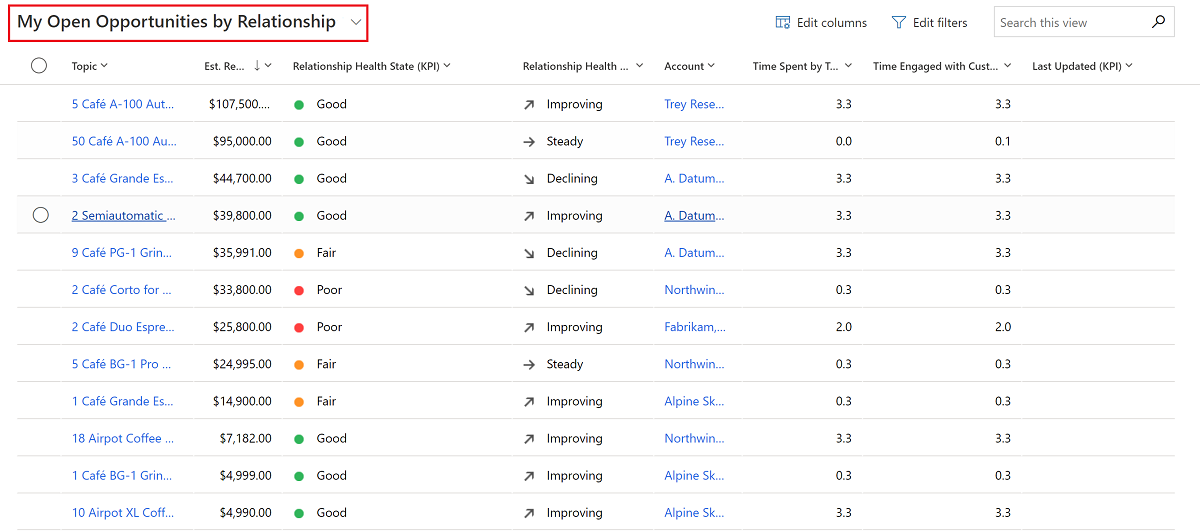 My Open Opportunities by Relationship Edit columns Edit filters Search this view
Topic Est. Re... Relationship Health State (KPI) Relationship Health ... Account Time Spent by T... Time Engaged with Cust... Last Updated (KPI)
5 Café A-100 Aut... $107,500.... Good Improving Trey Rese... 3.3 3.3
50 Café A-100 Au... $95,000.00 Good Steady Trey Rese... 0.0 0.1
3 Café Grande Es... $44,700.00 Good Declining A. Datum... 3.3 3.3
2 Semiautomatic ... $39,800.00 Good Improving A. Datum... 3.3 3.3
9 Café PG-1 Grin... $35,991.00 Fair Declining A. Datum... 3.3 3.3
2 Café Corto for ... $33,800.00 Poor Declining Northwin... 0.3 0.3
2 Café Duo Espre... $25,800.00 Poor Improving Fabrikam,... 2.0 2.0
5 Café BG-1 Pro ... $24,995.00 Fair Steady Northwin... 0.3 0.3
1 Café Grande Es... $14,900.00 Fair Improving Alpine Sk... 0.3 0.3
18 Airpot Coffee ... $7,182.00 Good Improving Northwin... 3.3 3.3
1 Café BG-1 Grin... $4,999.00 Good Improving Alpine Sk... 0.3 0.3
10 Airpot XL Coff... $4,990.00 Good Improving Alpine Sk... 3.3 3.3